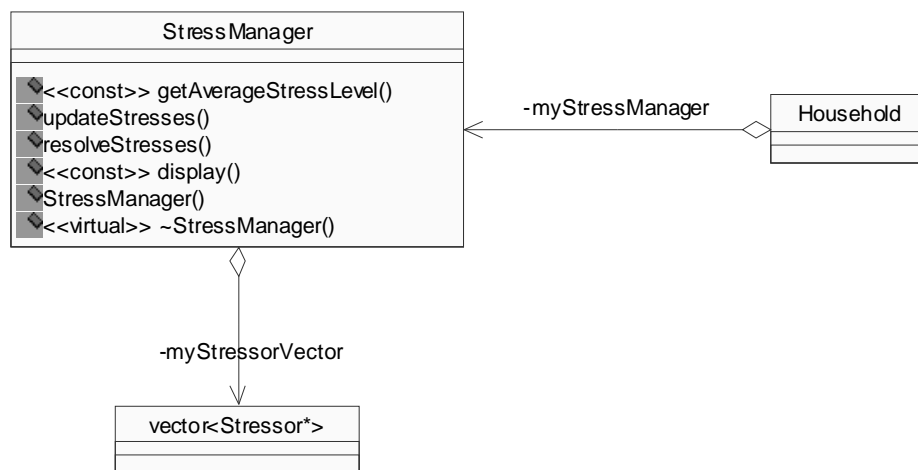 StressManager
<<const>> getAverageStressLevel()
updateStresses()
resolveStresses()
<<const>> display()
StressManager()
<<virtual>> ~StressManager()
-myStressManager
Household
-myStressorVector
vector<Stressor*>